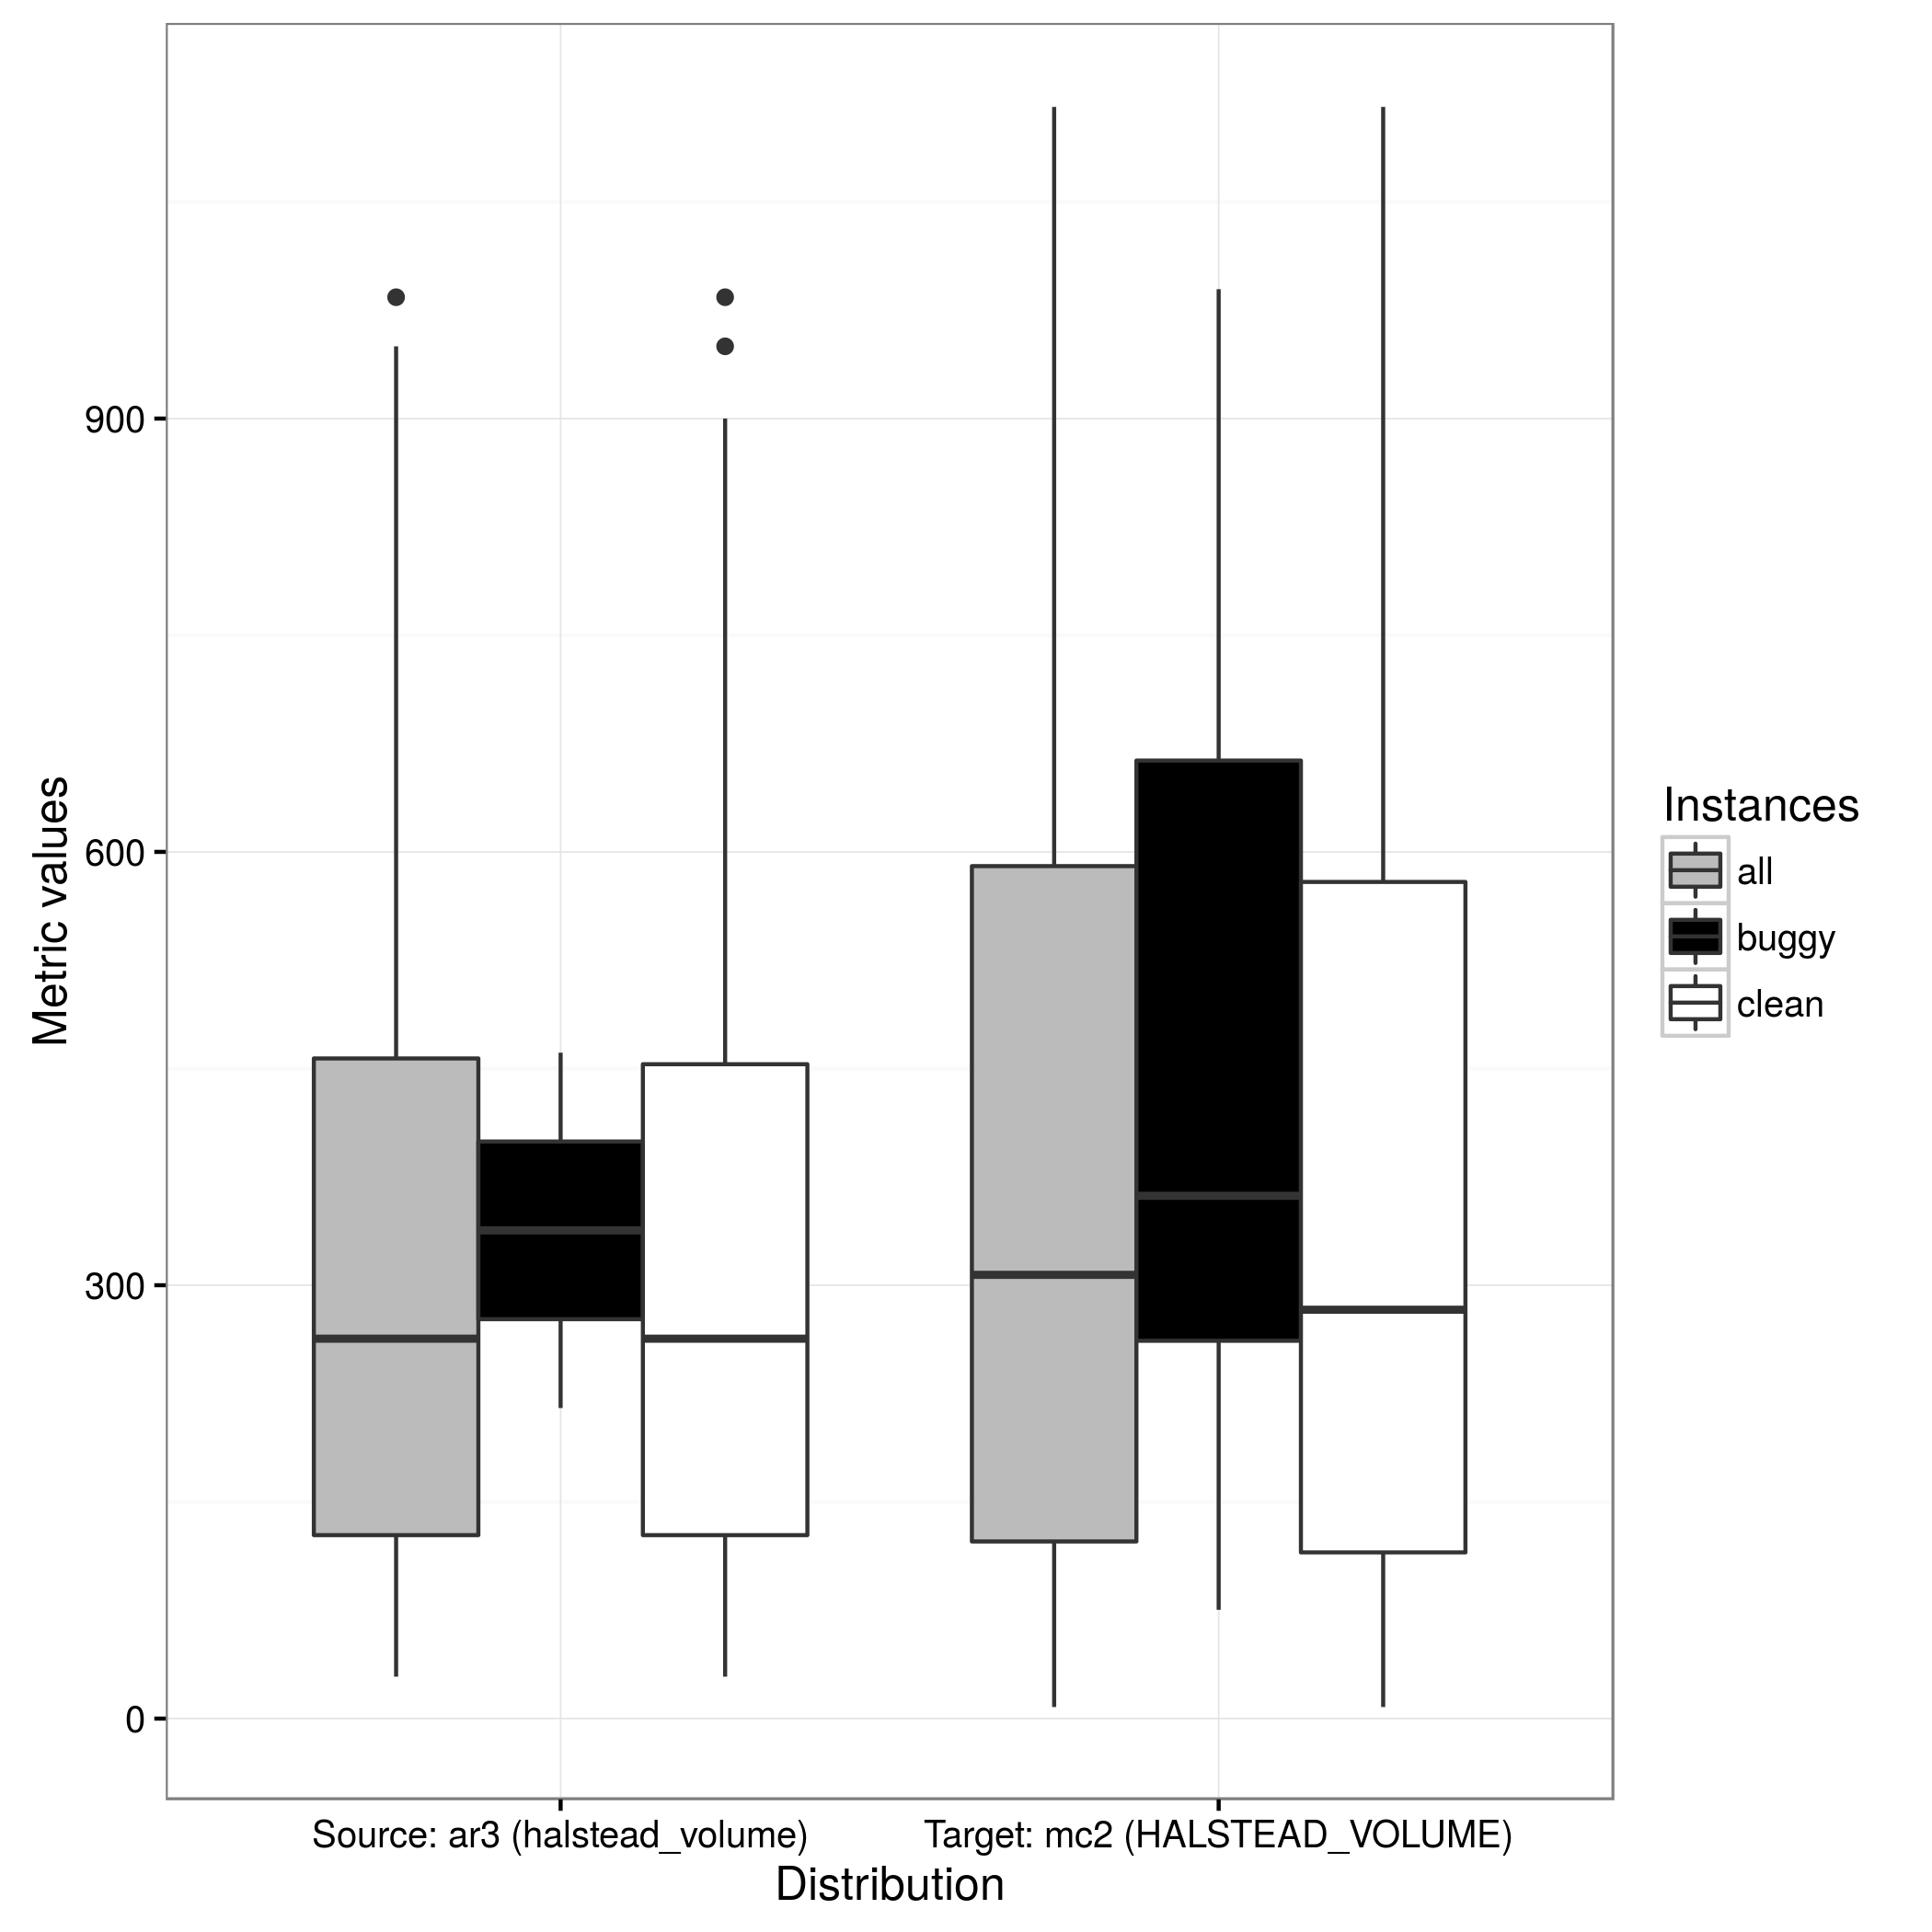 900
600
300
0
Metric values
Source: ar3 (halstead_volume)
Target: mc2 (HALSTEAD_VOLUME)
Distribution
Instances
all
buggy
clean